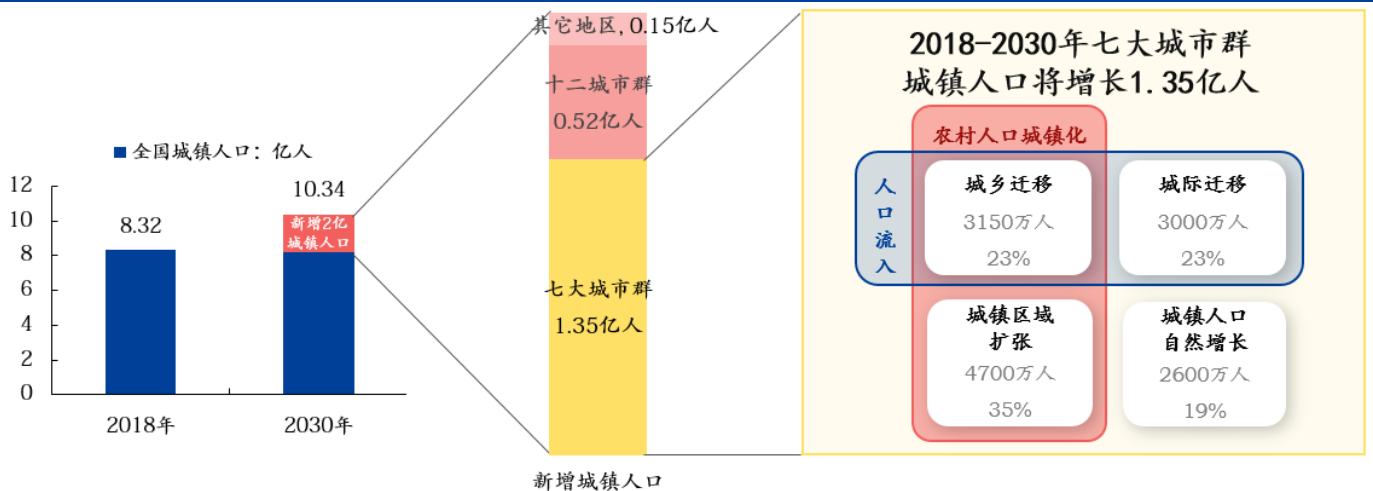 全国城镇人口：亿人
12
10
8
6
4
2
0
8.32
10.34
新增2亿
城镇人口
2018年
2030年
其它地区, 0.15亿人
十二城市群
0.52亿人
七大城市群
1.35亿人
新增城镇人口
2018-2030年七大城市群
城镇人口将增长1.35亿人
农村人口城镇化
人
口
流
入
城乡迁移
3150万人
23%
城际迁移
3000万人
23%
城镇区域
扩张
4700万人
35%
城镇人口
自然增长
2600万人
19%